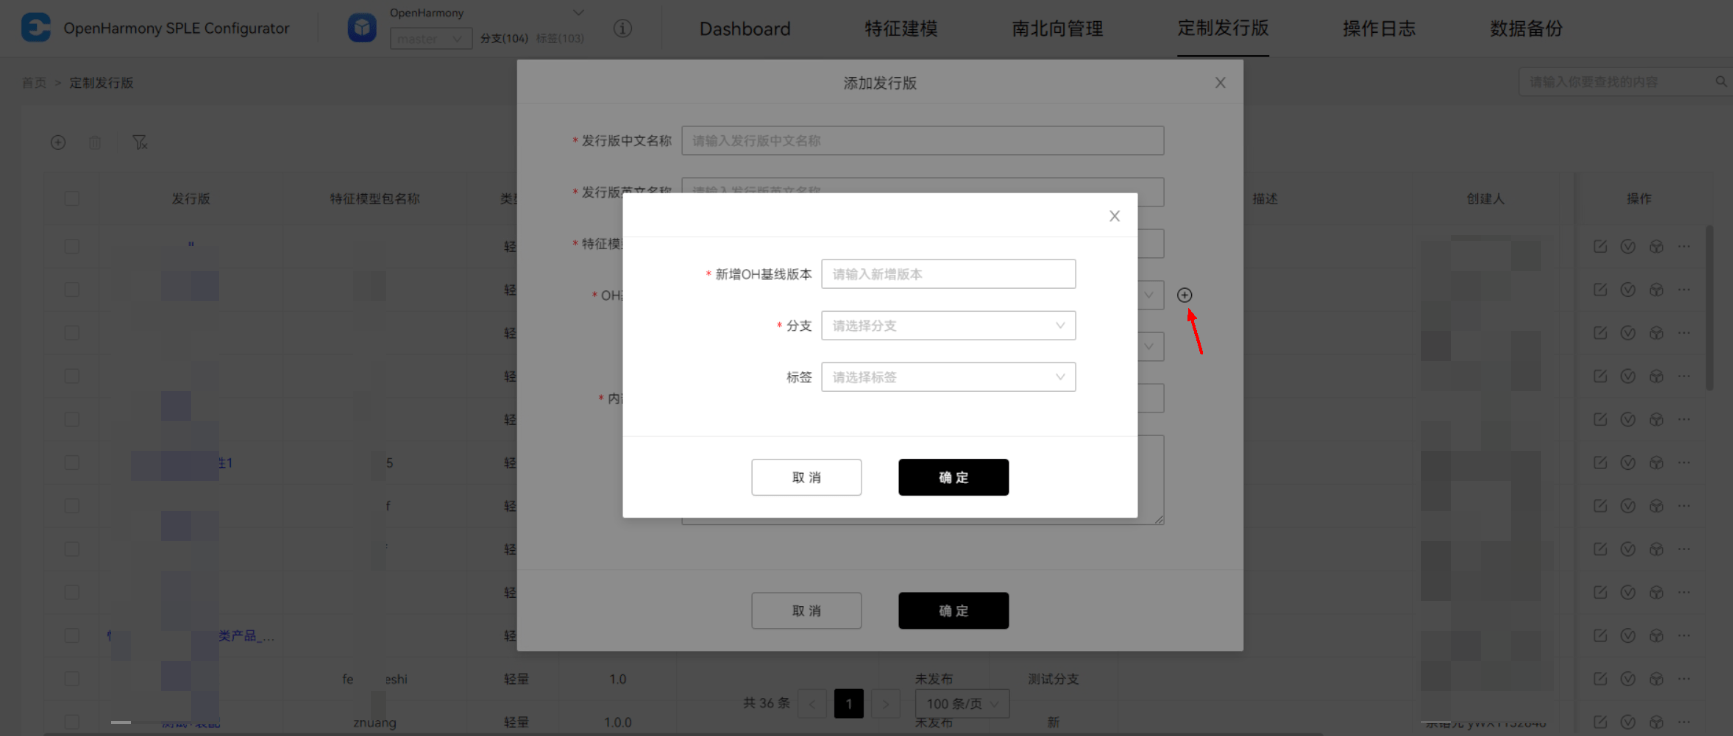 OpenHarmony SPLE Configurator
OpenHarmony
master
分支(104) 标签(103)
Dashboard
特征建模
南北向管理
定制发行版
操作日志
数据备份
首页 > 定制发行版
请输入你要查找的内容
添加发行版
* 发行版中文名称
请输入发行版中文名称
* 发行版英文名称
请输入发行版英文名称
* 特征模
* OH
* 内
新增OH基线版本
请输入新增版本
* 分支
请选择分支
标签
请选择标签
取 消
确 定
取 消
确 定
发行版
特征模型包名称
描述
创建人
操作
轻
轻
轻
轻
轻
性1
5
轻
f
轻
轻
轻
类产品_...
轻
fe
eshi
轻量
1.0
未发布
测试分支
znuang
轻量
1.0.0
未发布
新
共 36 条
1
100 条/页